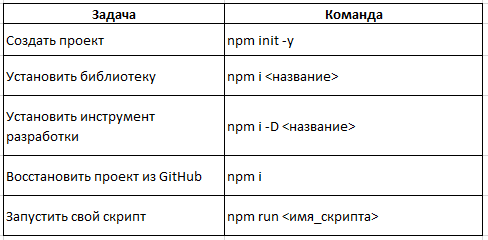 Задача Команда
Создать проект npm init -y
Установить библиотеку npm i <название>
Установить инструмент
разработки npm i -D <название>
Восстановить проект из GitHub npm i
Запустить свой скрипт npm run <имя_скрипта>